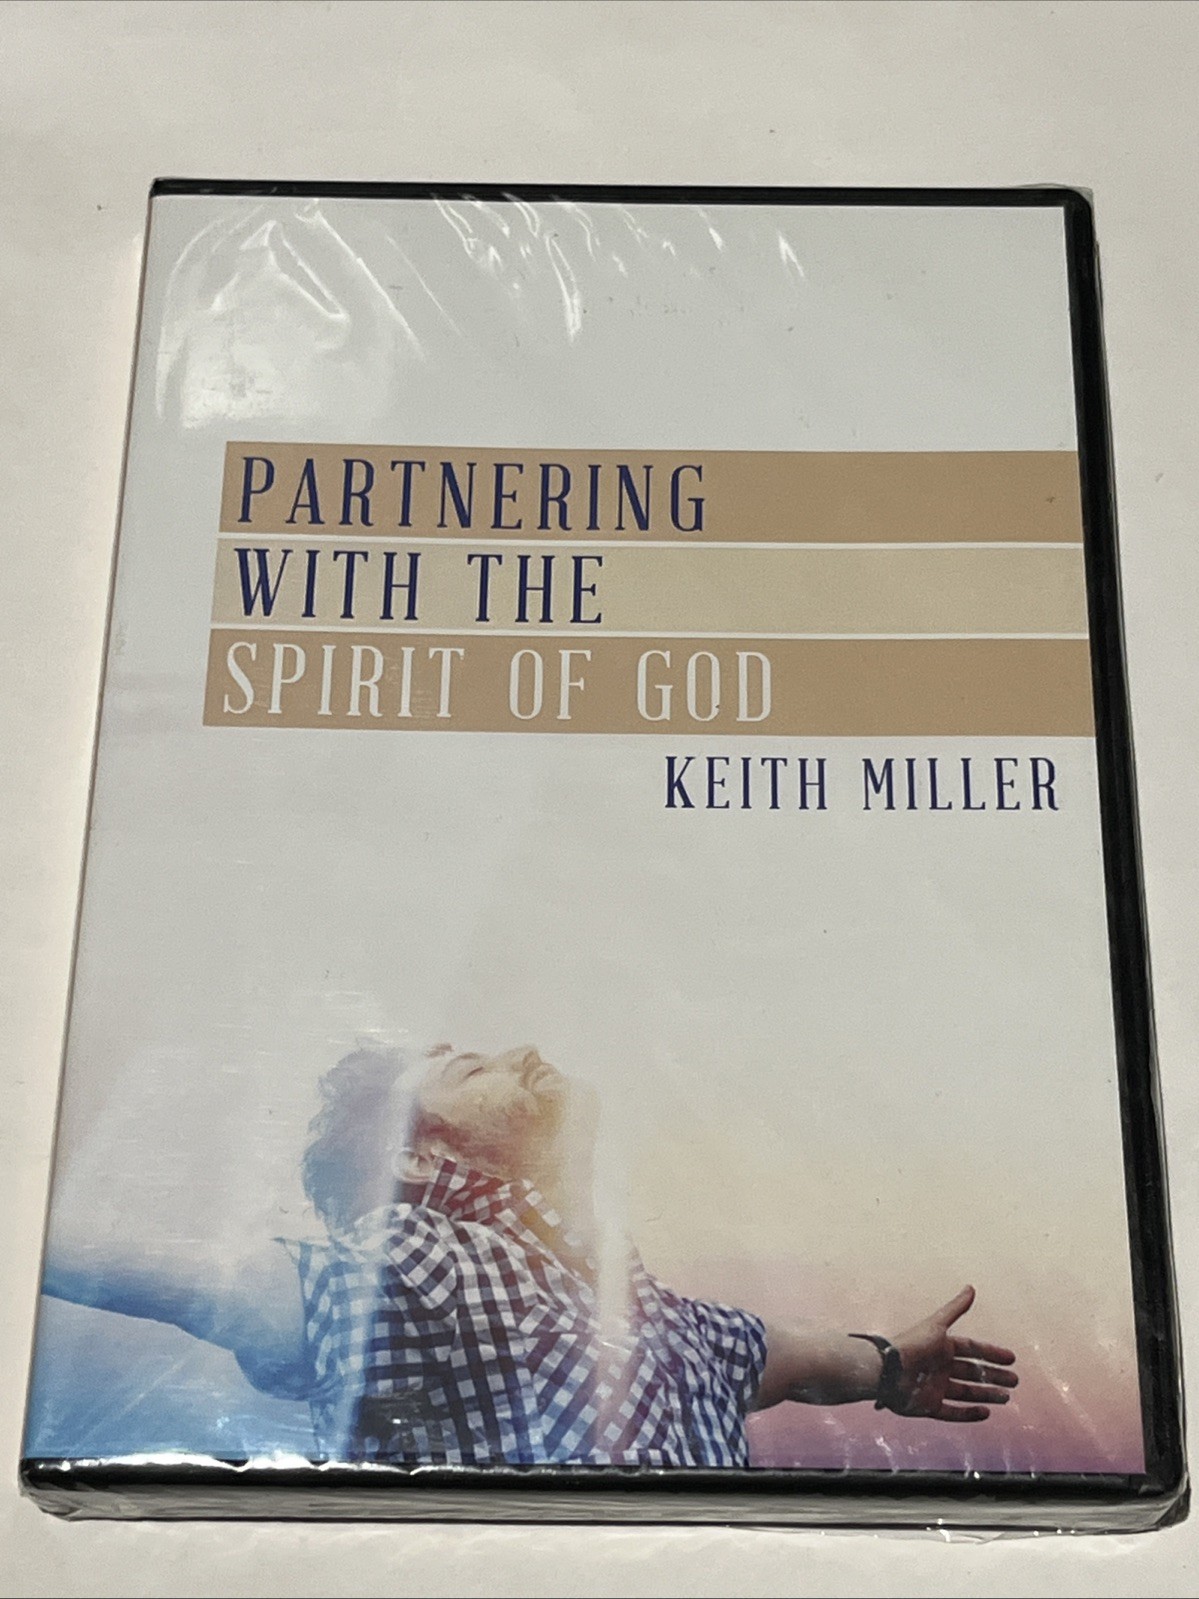 PARTNERING
WITH THE
SPIRIT OF GOD
KEITH MILLER